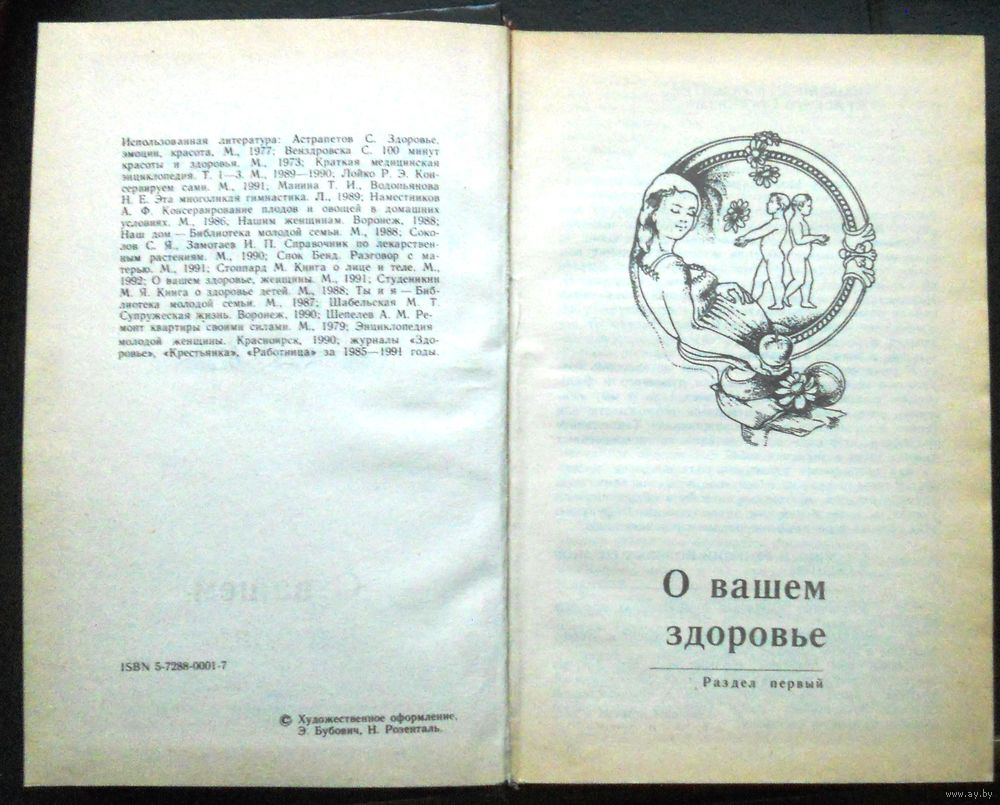 Использованная литература: Астрапетов С. Здоровье,
эмоции, красота, М., 1977; Венздровска С. 100 минут
красоты и здоровья. М., 1973; Краткая медицинская
энциклопедия. Т. 1—3. М., 1989—1990; Лойко Р. Э. Кон-
сервируем сами. М., 1991; Манина Т. И., Водопьянова
Н. Е. Эта многоликая гимнастика. Л., 1989; Наместников
А. Ф. Консервирование плодов и овощей в домашних
условиях. М., 1986, Нашим женщинам. Воронеж, 1988;
Наш дом — Библиотека молодой семьи. М., 1988; Соко-
лов С. Я., Замотаев И. П. Справочник по лекарствен-
ным растениям. М., 1990; Спок Бенд. Разговор с ма-
терью. М., 1991; Стоппард М. Книга о лице и теле. М.,
1992; О вашем здоровье, женщины. М., 1991; Студеникин
М. Я. Книга о здоровье детей. М., 1988; Ты и я — Биб-
лиотека молодой семьи. М., 1987; Шабельская М. Т.
Супружеская жизнь. Воронеж, 1990; Шепелев А. М. Ре-
монт квартиры своими силами. М., 1979; Энциклопедия
молодой женщины. Красноярск, 1990; журналы «Здо-
ровье», «Крестьянка», «Работница» за 1985—1991 годы.
ISBN 5-7288-0001-7
© Художественное оформление.
Э. Бубович, Н. Розенталь.
О вашем
здоровье
Раздел первый
www.ay.by